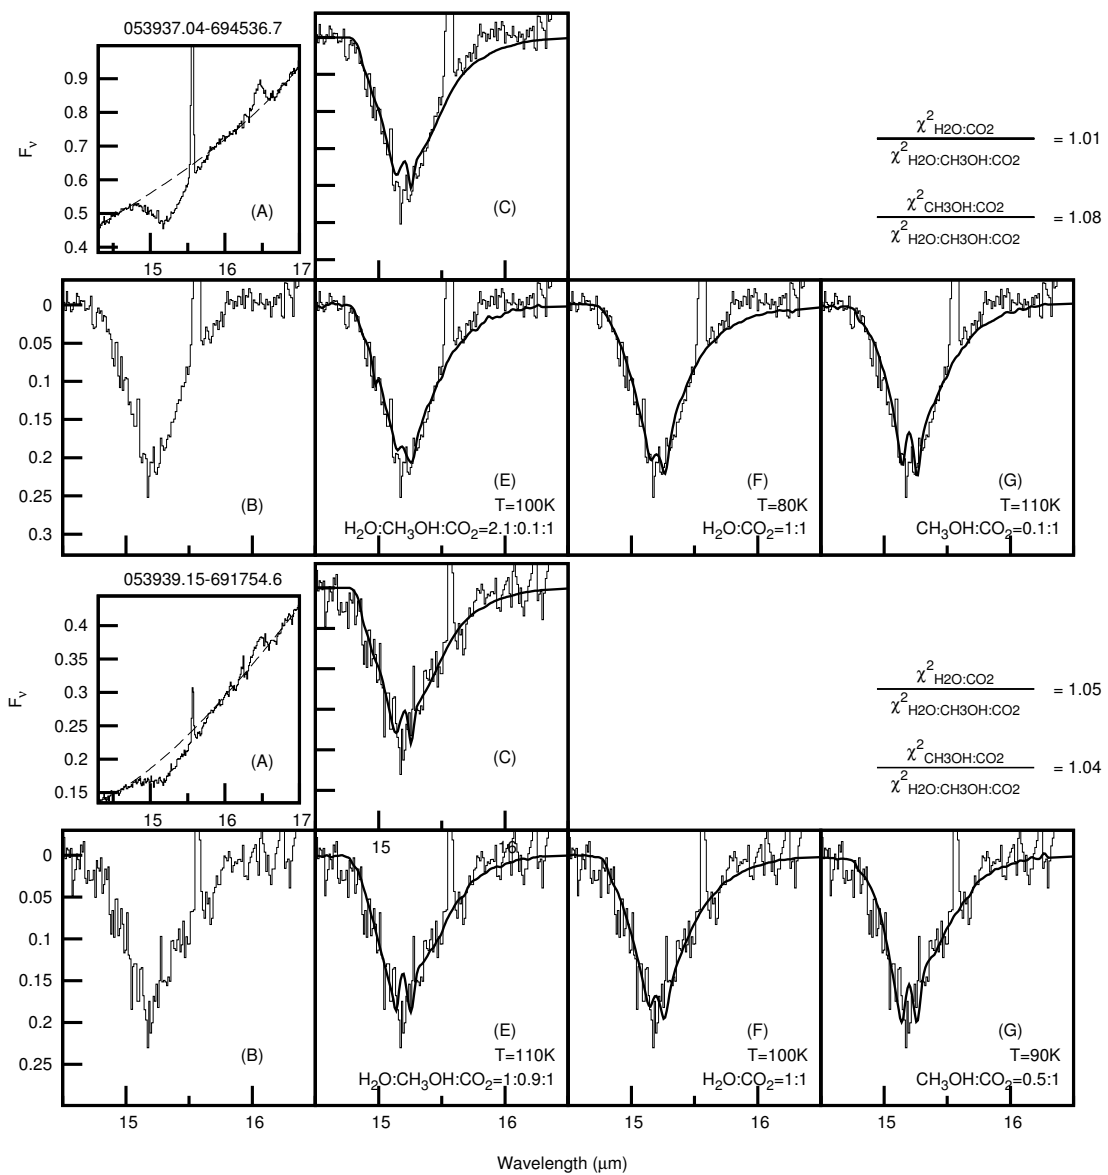 053937.04-694536.7
0.9
0.8
0.7
0.6
0.5
0.4
Fν
(A)
15
16
17
(C)
χ²H2O:CO2
χ²H2O:CH3OH:CO2
= 1.01
χ²CH3OH:CO2
χ²H2O:CH3OH:CO2
= 1.08
0
0.05
0.1
0.15
0.2
0.25
0.3
(B)
(E)
T=100K
H₂O:CH₃OH:CO₂=2.1:0.1:1
(F)
T=80K
H₂O:CO₂=1:1
(G)
T=110K
CH₃OH:CO₂=0.1:1
15
16
053939.15-691754.6
0.4
0.35
0.3
0.25
0.2
0.15
Fν
(A)
15
16
17
(C)
χ²H2O:CO2
χ²H2O:CH3OH:CO2
= 1.05
χ²CH3OH:CO2
χ²H2O:CH3OH:CO2
= 1.04
15
16
0
0.05
0.1
0.15
0.2
0.25
(B)
(E)
T=110K
H₂O:CH₃OH:CO₂=1:0.9:1
(F)
T=100K
H₂O:CO₂=1:1
(G)
T=90K
CH₃OH:CO₂=0.5:1
15
16
15
16
15
16
15
16
Wavelength (μm)